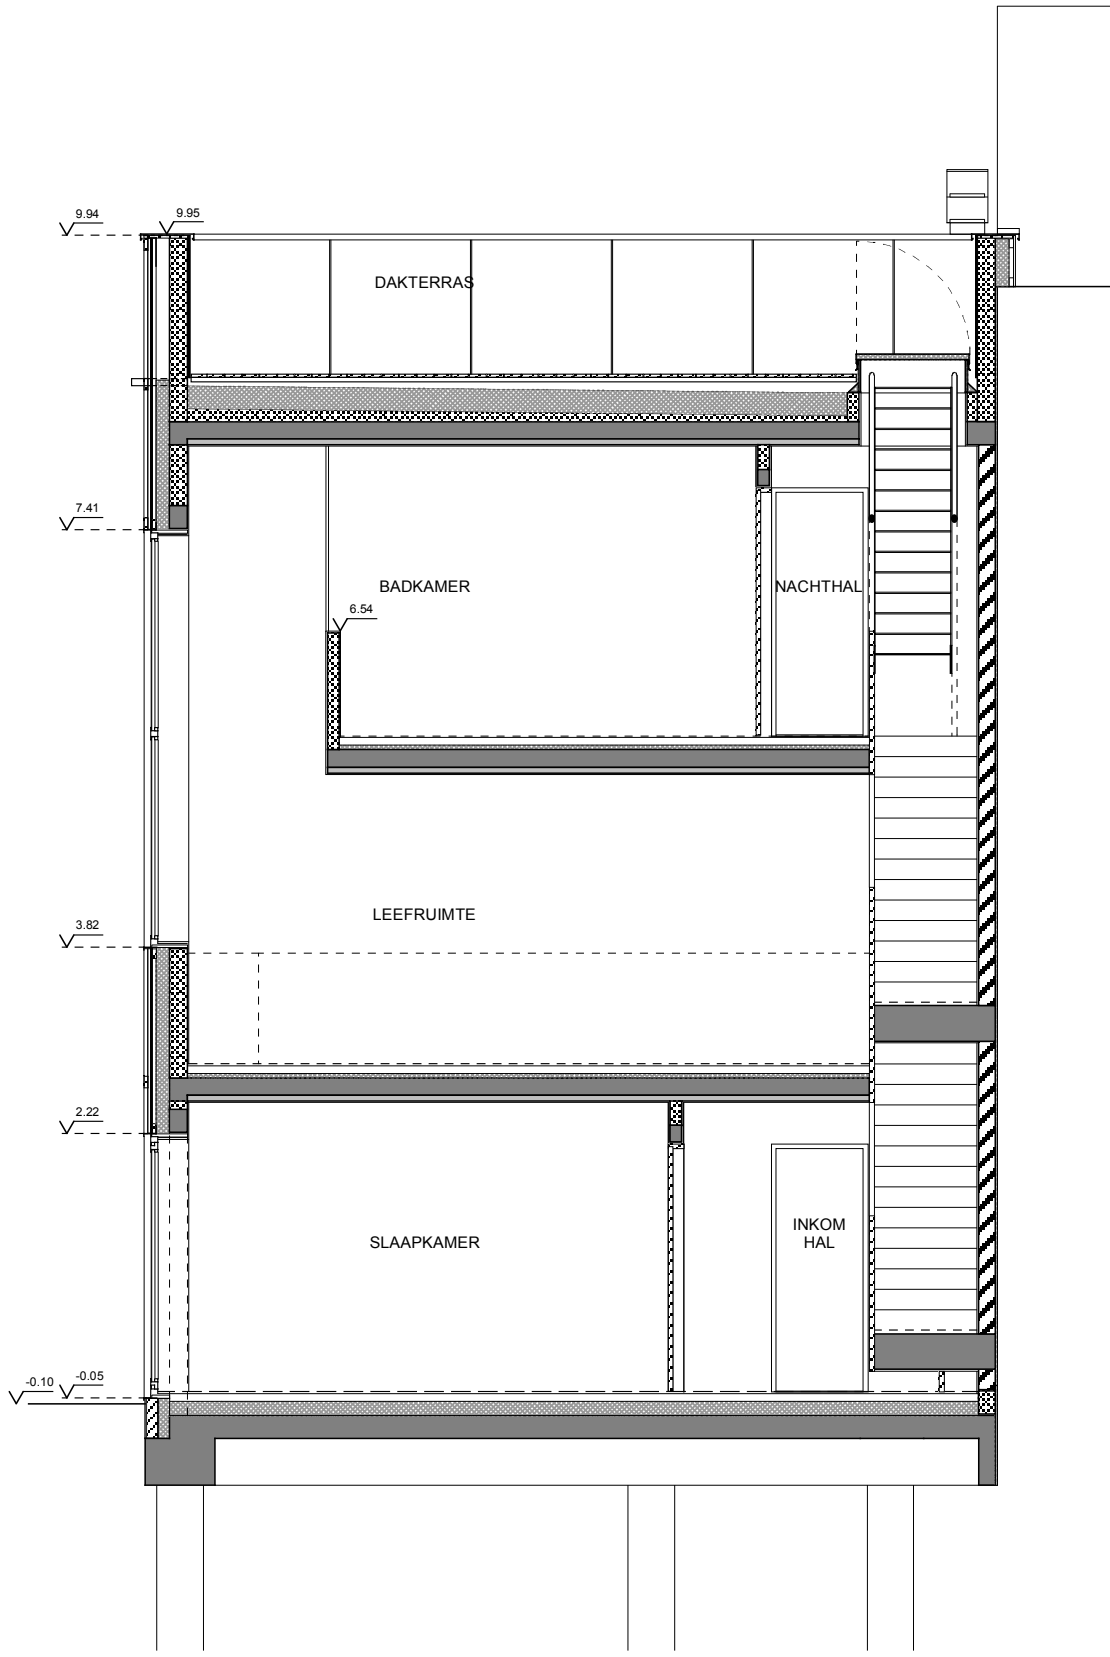 9.94
9.95
DAKTERRAS
7.41
BADKAMER
NACHTHAL
6.54
LEEFRUIMTE
3.82
2.22
INKOM
HAL
SLAAPKAMER
-0.10
-0.05